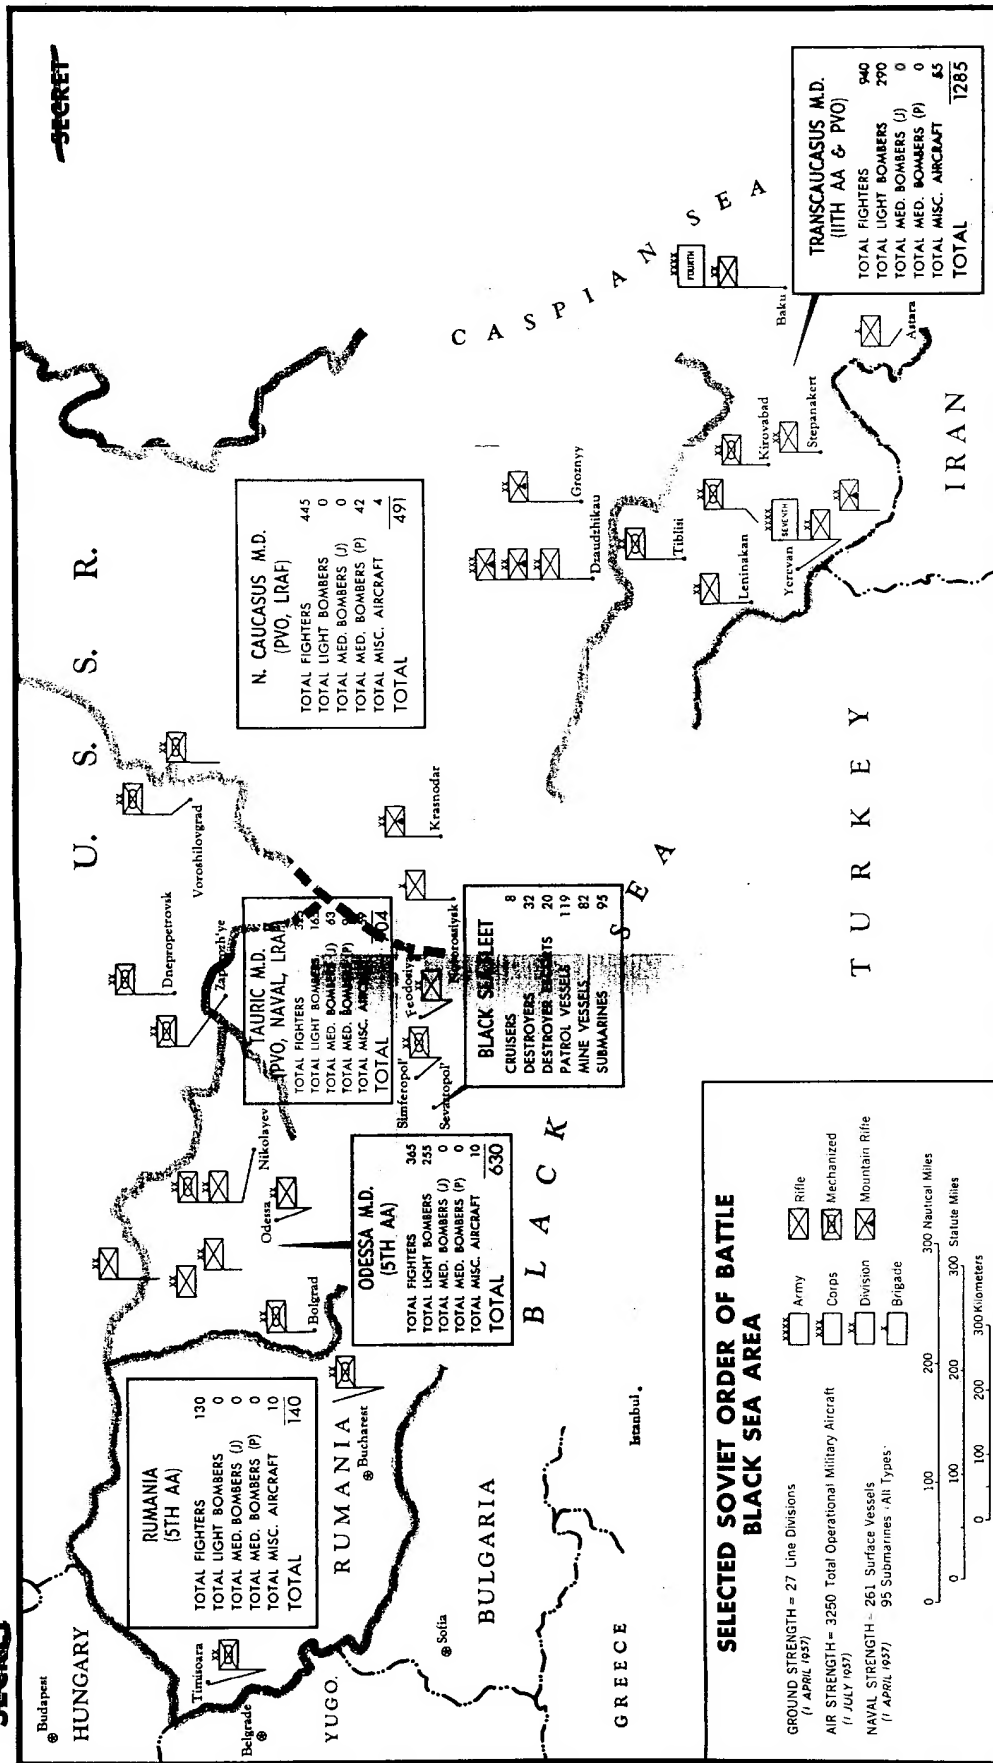 SECRET
U. S. S. R.
Budapest
HUNGARY
Timisoara
Belgrade
YUGO.
RUMANIA
(5TH AA)
TOTAL FIGHTERS 130
TOTAL LIGHT BOMBERS 0
TOTAL MED. BOMBERS (J) 0
TOTAL MED. BOMBERS (P) 0
TOTAL MISC. AIRCRAFT 10
TOTAL 140
RUMANIA
Bucharest
BULGARIA
Sofia
GREECE
Istanbul
Bolgrad
Odessa
Nikolayev
ODESSA M.D.
(5TH AA)
TOTAL FIGHTERS 365
TOTAL LIGHT BOMBERS 255
TOTAL MED. BOMBERS (J) 0
TOTAL MED. BOMBERS (P) 0
TOTAL MISC. AIRCRAFT 10
TOTAL 630
Dnepropetrovsk
Zaporozh'ye
Voroshilovgrad
TAURIC M.D.
(PVO, NAVAL, LRAF)
TOTAL FIGHTERS
TOTAL LIGHT BOMBERS
TOTAL MED. BOMBERS (J) 63
TOTAL MED. BOMBERS (P)
TOTAL MISC. AIRCRAFT
TOTAL
Simferopol'
Feodosiya
Sevastopol'
Novorossiysk
Krasnodar
BLACK SEA FLEET
CRUISERS 8
DESTROYERS 32
DESTROYER ESCORTS 20
PATROL VESSELS 119
MINE VESSELS 82
SUBMARINES 95
BLACK SEA
N. CAUCASUS M.D.
(PVO, LRAF)
TOTAL FIGHTERS 445
TOTAL LIGHT BOMBERS 0
TOTAL MED. BOMBERS (J) 0
TOTAL MED. BOMBERS (P) 42
TOTAL MISC. AIRCRAFT 4
TOTAL 491
CASPIAN SEA
XXXX
FOURTH
XX
Baku
Groznyy
Dzaudzhikau
Tiblisi
Kirovabad
Stepanakert
Leninakan
XXXX
SEVENTH
XX
Yerevan
Astara
TURKEY
IRAN
TRANSCAUCASUS M.D.
(11TH AA & PVO)
TOTAL FIGHTERS 940
TOTAL LIGHT BOMBERS 290
TOTAL MED. BOMBERS (J) 0
TOTAL MED. BOMBERS (P) 0
TOTAL MISC. AIRCRAFT 55
TOTAL 1285
SELECTED SOVIET ORDER OF BATTLE
BLACK SEA AREA
GROUND STRENGTH = 27 Line Divisions
(1 APRIL 1957)
AIR STRENGTH = 3250 Total Operational Military Aircraft
(1 JULY 1957)
NAVAL STRENGTH - 261 Surface Vessels
(1 APRIL 1957) 95 Submarines - All Types
XXXX Army
XXX Corps
XX Division
X Brigade
Rifle
Mechanized
Mountain Rifle
0 100 200 300 Nautical Miles
0 100 200 300 Statute Miles
0 100 200 300 Kilometers